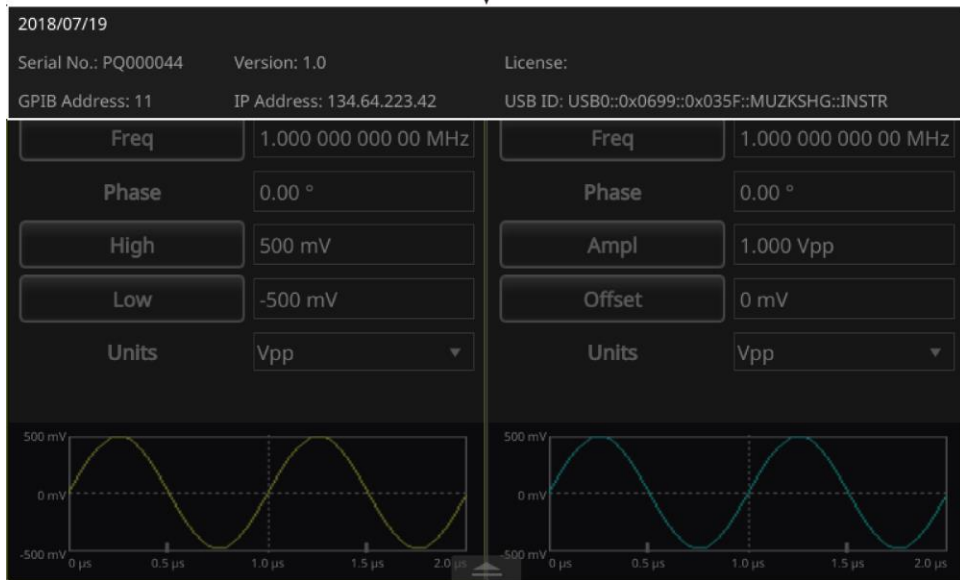 2018/07/19
Serial No.: PQ000044 Version: 1.0 License:
GPIB Address: 11 IP Address: 134.64.223.42 USB ID: USB0::0x0699::0x035F::MUZKSHG::INSTR
Freq 1.000 000 000 00 MHz Freq 1.000 000 000 00 MHz
Phase 0.00 ° Phase 0.00 °
High 500 mV Ampl 1.000 Vpp
Low -500 mV Offset 0 mV
Units Vpp Units Vpp
500 mV 500 mV
0 mV 0 mV
-500 mV -500 mV
0 µs 0.5 µs 1.0 µs 1.5 µs 2.0 µs 0 µs 0.5 µs 1.0 µs 1.5 µs 2.0 µs